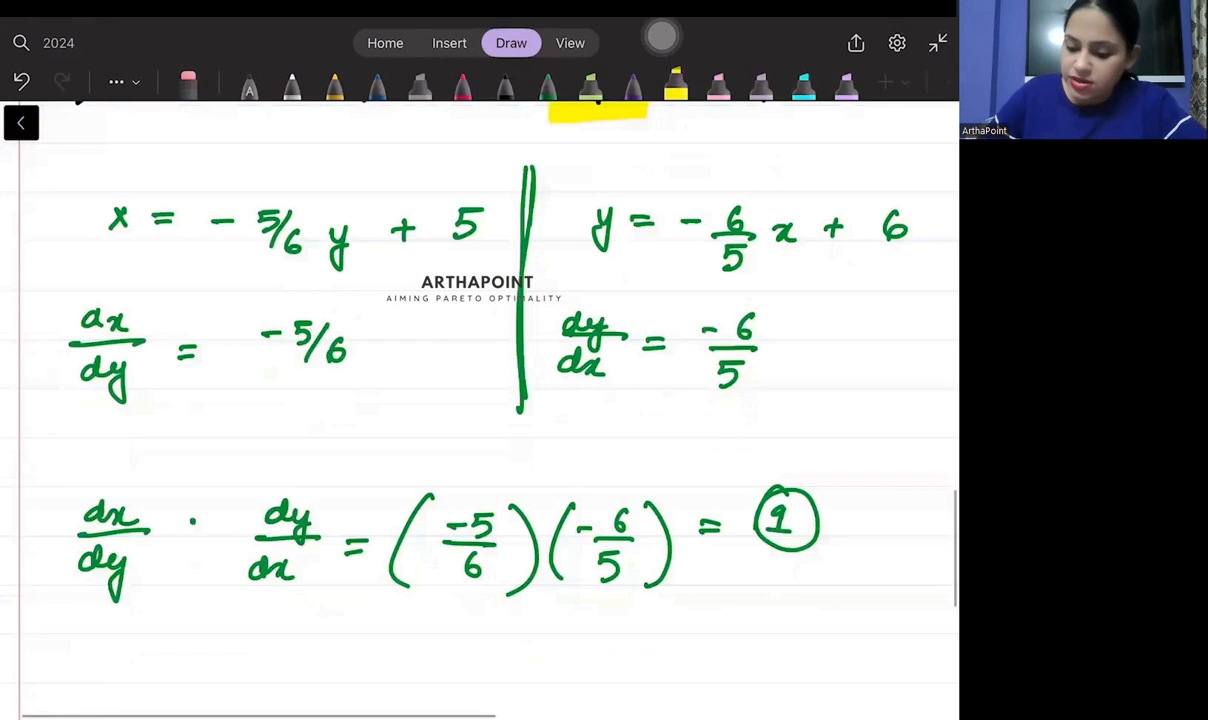 2024
Home Insert Draw View
ArthaPoint
x = - 5/6 y + 5
y = - 6/5 x + 6
ARTHAPOINT
AIMING PARETO OPTIMALITY
dx/dy = - 5/6
dy/dx = -6/5
dx/dy · dy/dx = (-5/6)(-6/5) = 1